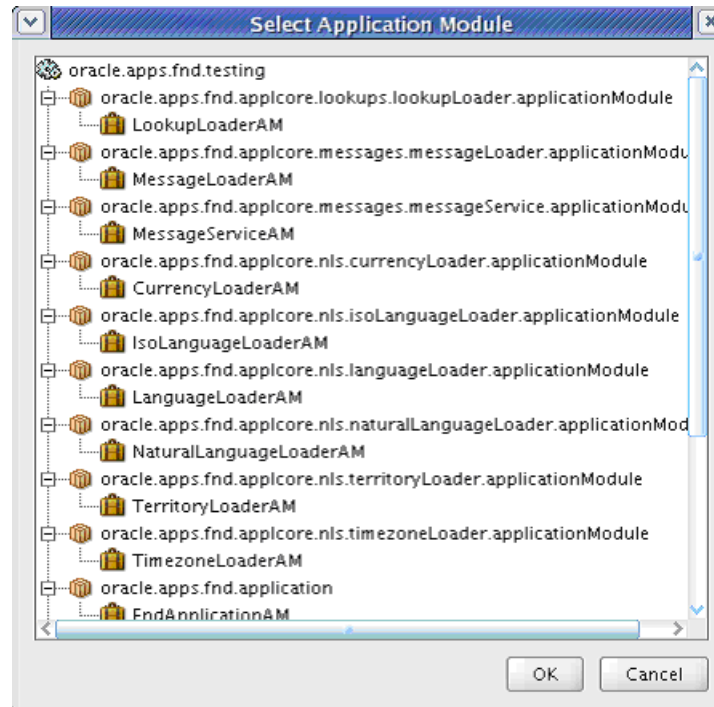 Select Application Module
oracle.apps.fnd.testing
oracle.apps.fnd.applcore.lookups.lookupLoader.applicationModule
LookupLoaderAM
oracle.apps.fnd.applcore.messages.messageLoader.applicationModu
MessageLoaderAM
oracle.apps.fnd.applcore.messages.messageService.applicationModu
MessageServiceAM
oracle.apps.fnd.applcore.nls.currencyLoader.applicationModule
CurrencyLoaderAM
oracle.apps.fnd.applcore.nls.isoLanguageLoader.applicationModule
IsoLanguageLoaderAM
oracle.apps.fnd.applcore.nls.languageLoader.applicationModule
LanguageLoaderAM
oracle.apps.fnd.applcore.nls.naturalLanguageLoader.applicationMod
NaturalLanguageLoaderAM
oracle.apps.fnd.applcore.nls.territoryLoader.applicationModule
TerritoryLoaderAM
oracle.apps.fnd.applcore.nls.timezoneLoader.applicationModule
TimezoneLoaderAM
oracle.apps.fnd.application
FndApplicationAM
OK Cancel